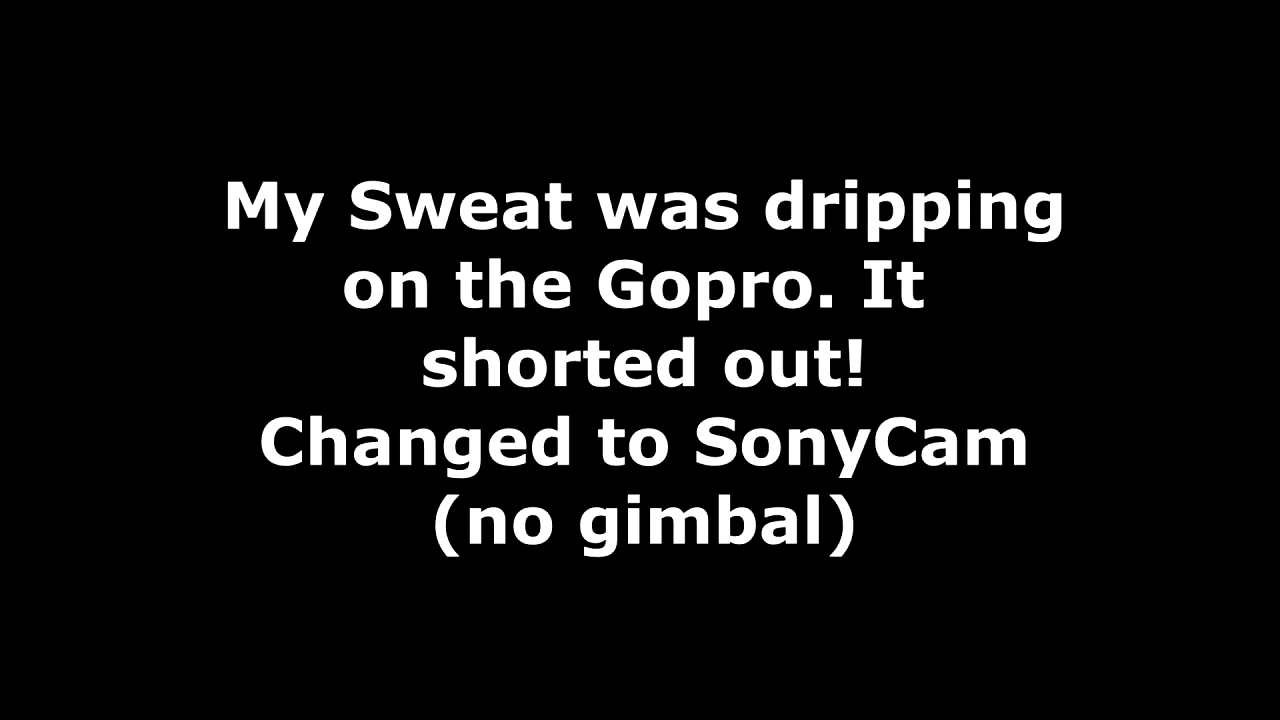 My Sweat was dripping
on the Gopro. It
shorted out!
Changed to SonyCam
(no gimbal)